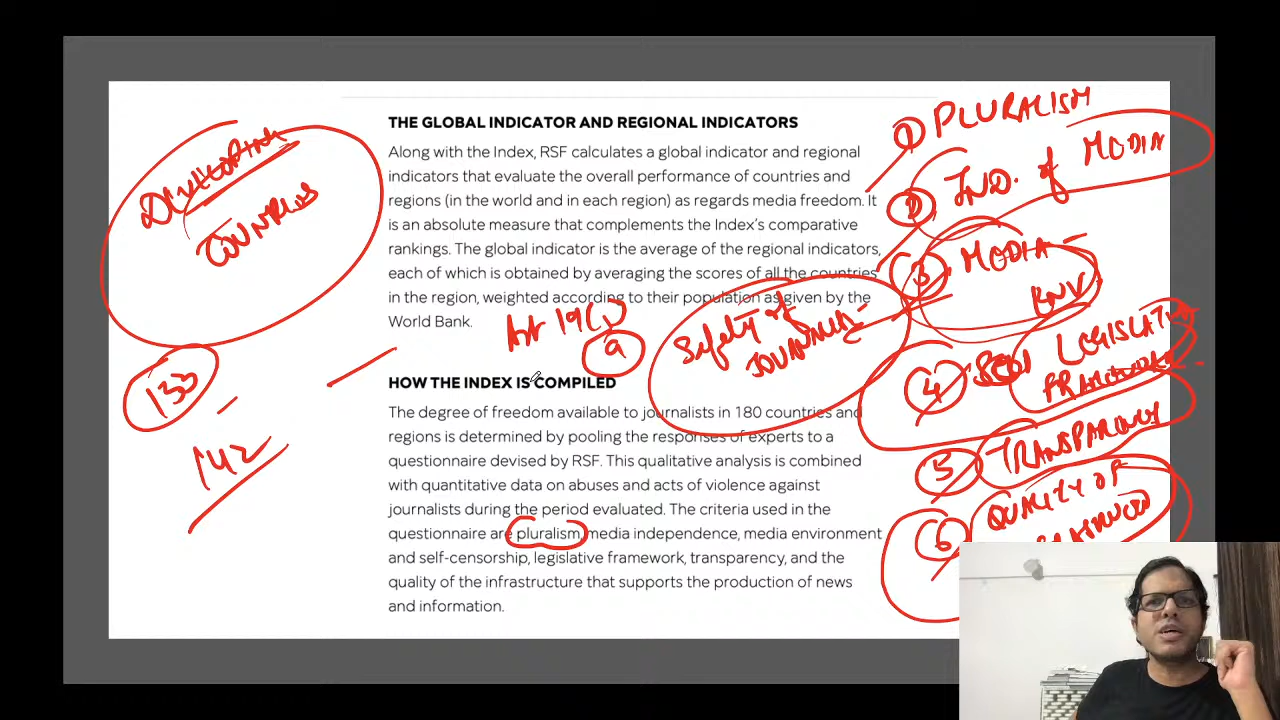 THE GLOBAL INDICATOR AND REGIONAL INDICATORS
Along with the Index, RSF calculates a global indicator and regional
indicators that evaluate the overall performance of countries and
regions (in the world and in each region) as regards media freedom. It
is an absolute measure that complements the Index's comparative
rankings. The global indicator is the average of the regional indicators,
each of which is obtained by averaging the scores of all the countries
in the region, weighted according to their population as given by the
World Bank.
HOW THE INDEX IS COMPILED
The degree of freedom available to journalists in 180 countries and
regions is determined by pooling the responses of experts to a
questionnaire devised by RSF. This qualitative analysis is combined
with quantitative data on abuses and acts of violence against
journalists during the period evaluated. The criteria used in the
questionnaire are pluralism, media independence, media environment
and self-censorship, legislative framework, transparency, and the
quality of the infrastructure that supports the production of news
and information.
133
142
Art 19(1)
a
Safety of
① PLURALISM
② IND. of MEDIA
③ MEDIA
ENV
④ LEGISLATIVE
FRAMEWORK
⑤ TRANSPARENCY
⑥ QUALITY OF